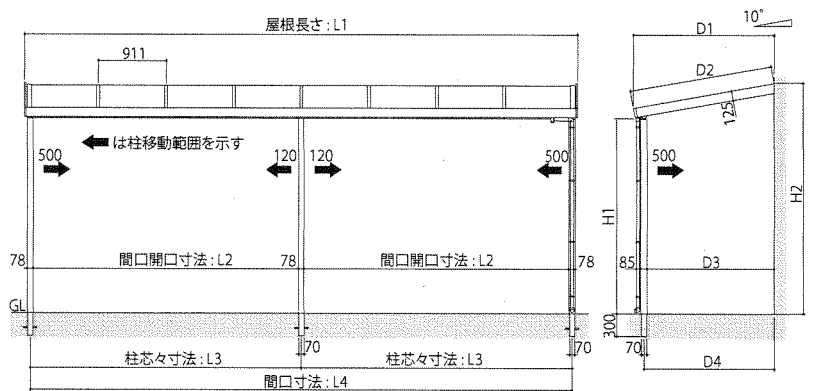 屋根長さ : L1
911
は柱移動範囲を示す
500
120
120
500
78
間口開口寸法 : L2
78
間口開口寸法 : L2
78
GL
70
70
柱芯々寸法 : L3
柱芯々寸法 : L3
間口寸法 : L4
10°
D1
D2
125
500
H1
H2
85
D3
300
70
D4